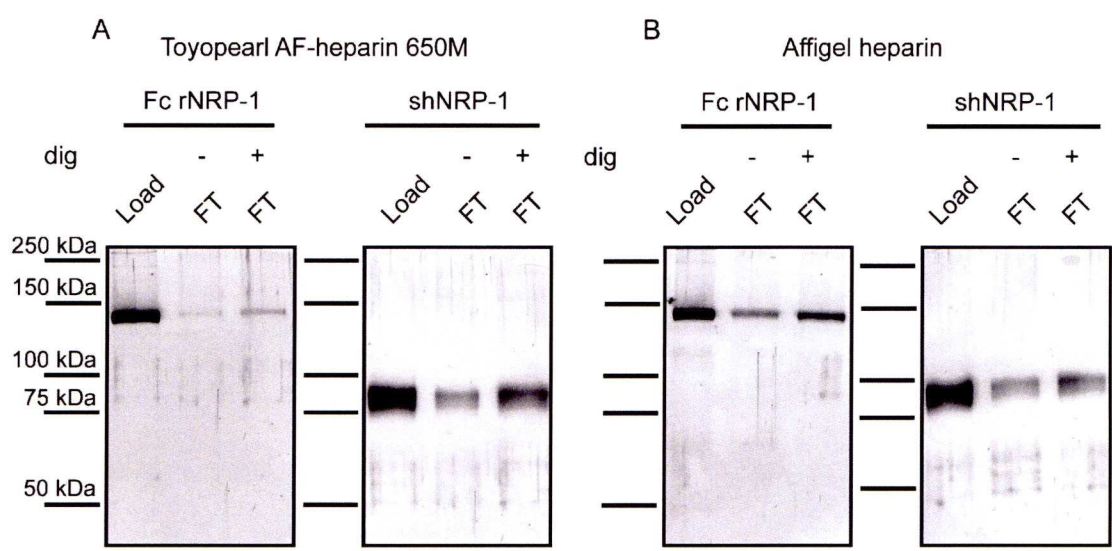 A
Toyopearl AF-heparin 650M
Fc rNRP-1
shNRP-1
dig
- +
- +
Load FT FT
Load FT FT
250 kDa
150 kDa
100 kDa
75 kDa
50 kDa
B
Affigel heparin
Fc rNRP-1
shNRP-1
dig
- +
- +
Load FT FT
Load FT FT